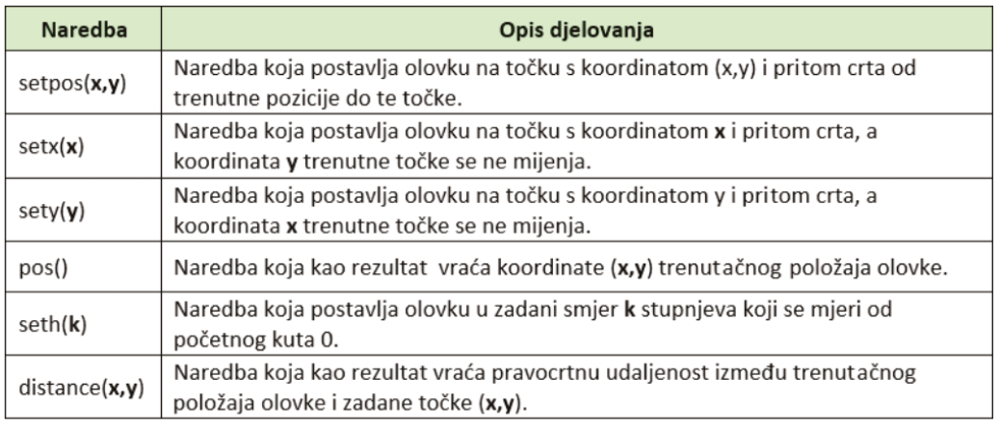 Naredba
Opis djelovanja
setpos(x,y)
Naredba koja postavlja olovku na točku s koordinatom (x,y) i pritom crta od
trenutne pozicije do te točke.
setx(x)
Naredba koja postavlja olovku na točku s koordinatom x i pritom crta, a
koordinata y trenutne točke se ne mijenja.
sety(y)
Naredba koja postavlja olovku na točku s koordinatom y i pritom crta, a
koordinata x trenutne točke se ne mijenja.
pos()
Naredba koja kao rezultat vraća koordinate (x,y) trenutačnog položaja olovke.
seth(k)
Naredba koja postavlja olovku u zadani smjer k stupnjeva koji se mjeri od
početnog kuta 0.
distance(x,y)
Naredba koja kao rezultat vraća pravocrtnu udaljenost između trenutačnog
položaja olovke i zadane točke (x,y).